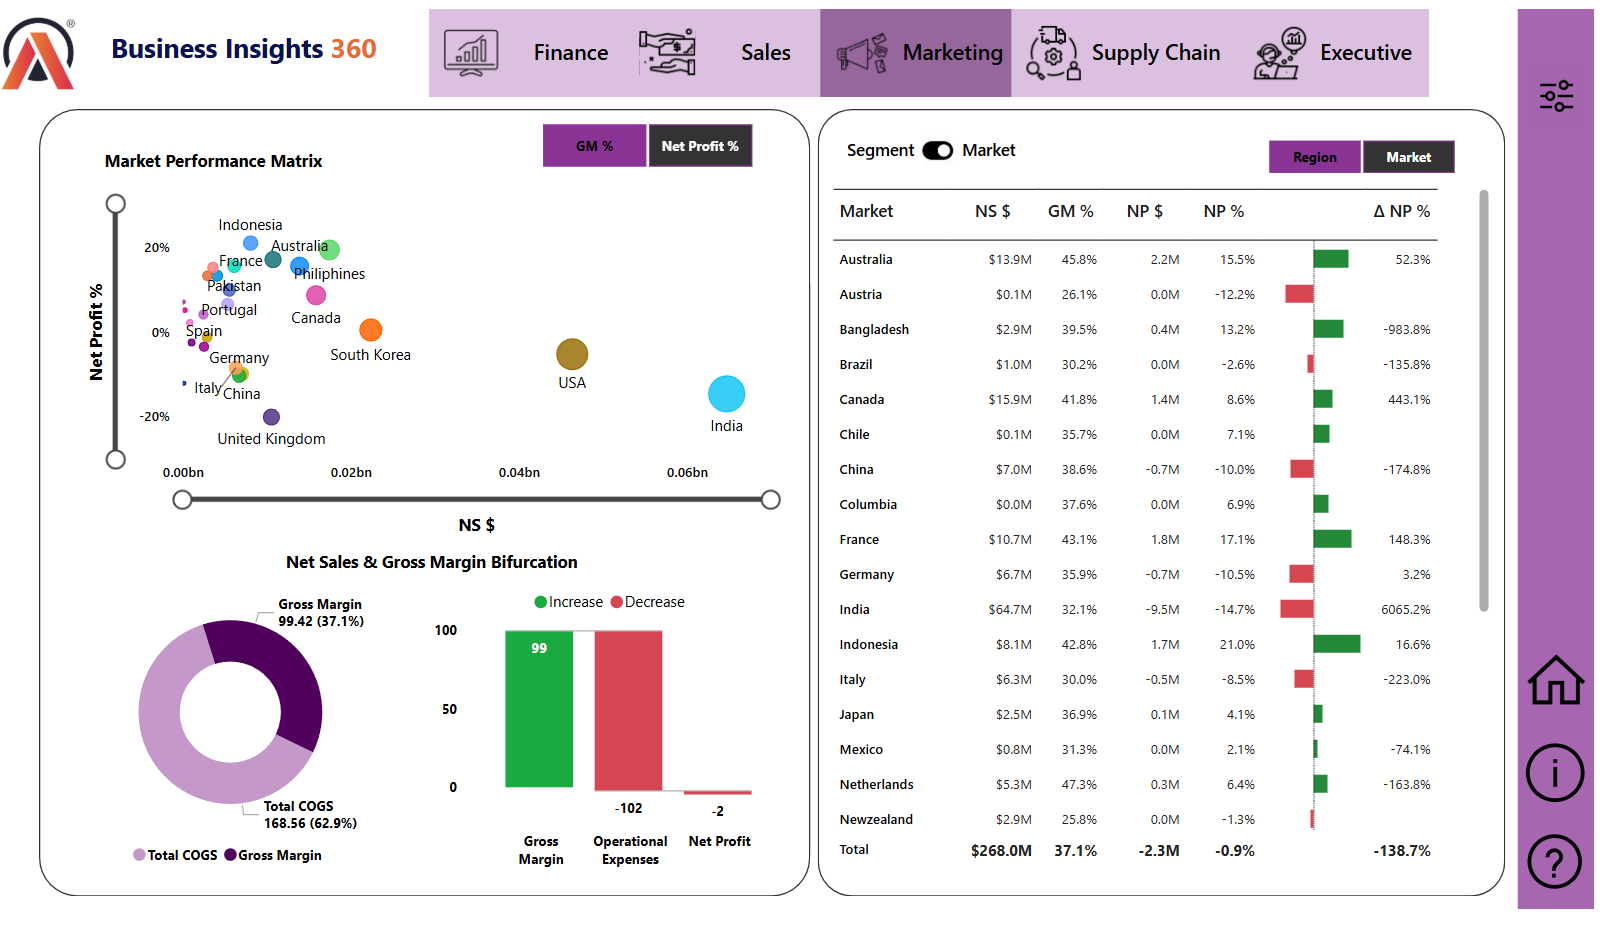 ®
Business Insights 360
Finance
Sales
Marketing
Supply Chain
Executive
Market Performance Matrix
GM %
Net Profit %
Net Profit %
20%
0%
-20%
Indonesia
Australia
France
Philiphines
Pakistan
Portugal
Canada
Spain
South Korea
Germany
USA
Italy
China
India
United Kingdom
0.00bn 0.02bn 0.04bn 0.06bn
NS $
Net Sales & Gross Margin Bifurcation
Gross Margin
99.42 (37.1%)
Total COGS
168.56 (62.9%)
Total COGS Gross Margin
Increase Decrease
100
50
0
99
-102
-2
Gross
Margin
Operational
Expenses
Net Profit
Segment Market
Region
Market
Market NS $ GM % NP $ NP % Δ NP %
Australia $13.9M 45.8% 2.2M 15.5% 52.3%
Austria $0.1M 26.1% 0.0M -12.2%
Bangladesh $2.9M 39.5% 0.4M 13.2% -983.8%
Brazil $1.0M 30.2% 0.0M -2.6% -135.8%
Canada $15.9M 41.8% 1.4M 8.6% 443.1%
Chile $0.1M 35.7% 0.0M 7.1%
China $7.0M 38.6% -0.7M -10.0% -174.8%
Columbia $0.0M 37.6% 0.0M 6.9%
France $10.7M 43.1% 1.8M 17.1% 148.3%
Germany $6.7M 35.9% -0.7M -10.5% 3.2%
India $64.7M 32.1% -9.5M -14.7% 6065.2%
Indonesia $8.1M 42.8% 1.7M 21.0% 16.6%
Italy $6.3M 30.0% -0.5M -8.5% -223.0%
Japan $2.5M 36.9% 0.1M 4.1%
Mexico $0.8M 31.3% 0.0M 2.1% -74.1%
Netherlands $5.3M 47.3% 0.3M 6.4% -163.8%
Newzealand $2.9M 25.8% 0.0M -1.3%
Total $268.0M 37.1% -2.3M -0.9% -138.7%
i
?